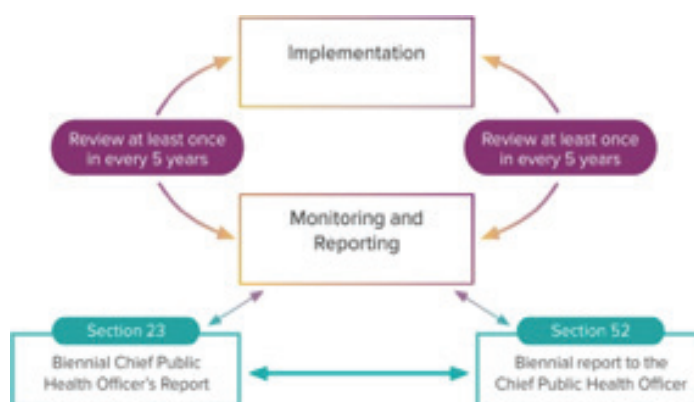 Implementation
Review at least once
in every 5 years
Review at least once
in every 5 years
Monitoring and
Reporting
Section 23
Biennial Chief Public
Health Officer's Report
Section 52
Biennial report to the
Chief Public Health Officer